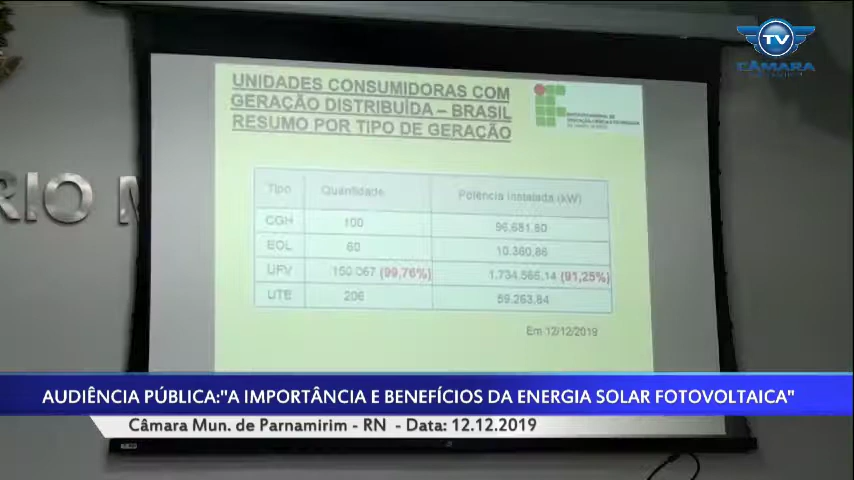 TV
CÂMARA
UNIDADES CONSUMIDORAS COM
GERAÇÃO DISTRIBUÍDA – BRASIL
RESUMO POR TIPO DE GERAÇÃO
RIO M
Tipo Quantidade Potência Instalada (kW)
CGH 100 96.681,60
EOL 60 10.360,86
UFV 150.067 (99,76%) 1.734.565,14 (91,25%)
UTE 206 59.263,84
Em 12/12/2019
AUDIÊNCIA PÚBLICA:"A IMPORTÂNCIA E BENEFÍCIOS DA ENERGIA SOLAR FOTOVOLTAICA"
Câmara Mun. de Parnamirim - RN - Data: 12.12.2019